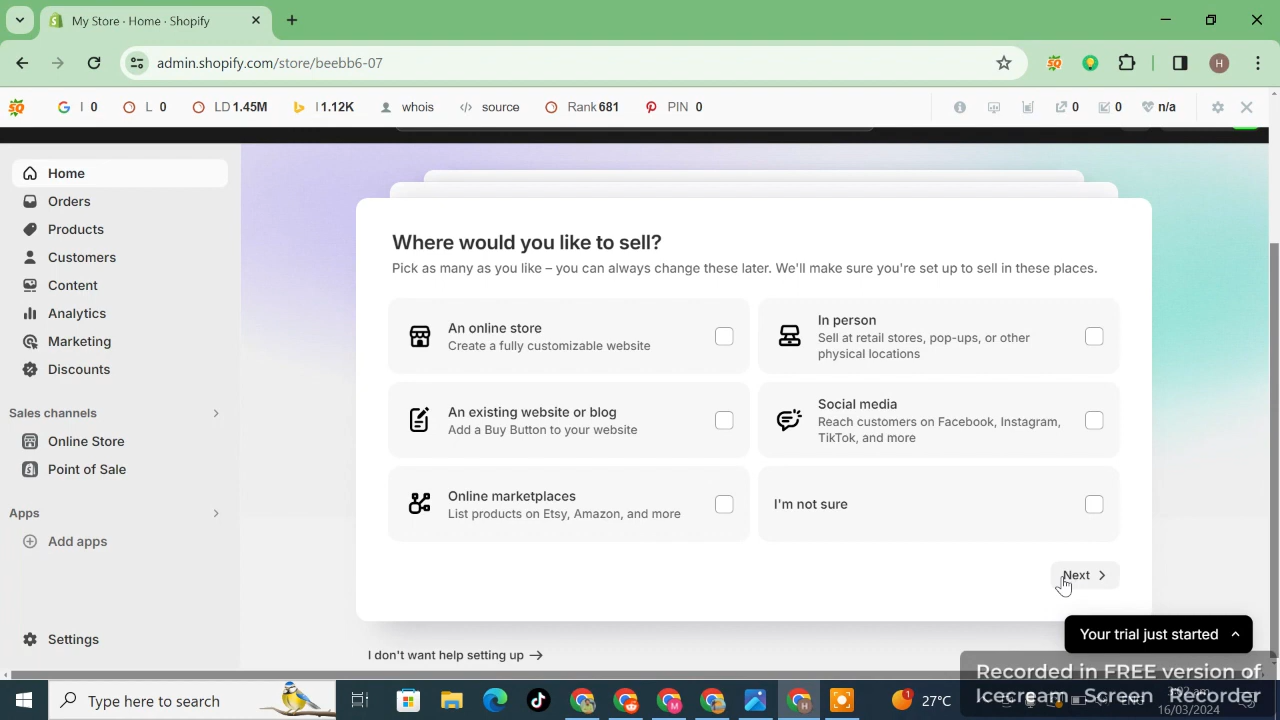 My Store · Home · Shopify
admin.shopify.com/store/beebb6-07
H
SQ
I 0
L 0
LD 1.45M
I 1.12K
whois
source
Rank 681
PIN 0
0
0
n/a
Home
Orders
Products
Customers
Content
Analytics
Marketing
Discounts
Sales channels
Online Store
Point of Sale
Apps
Add apps
Settings
Where would you like to sell?
Pick as many as you like – you can always change these later. We'll make sure you're set up to sell in these places.
An online store
Create a fully customizable website
In person
Sell at retail stores, pop-ups, or other
physical locations
An existing website or blog
Add a Buy Button to your website
Social media
Reach customers on Facebook, Instagram,
TikTok, and more
Online marketplaces
List products on Etsy, Amazon, and more
I'm not sure
Next
Your trial just started
I don't want help setting up
Recorded in FREE version of
Icecream Screen Recorder
Type here to search
1
27°C
ENG
16/03/2024